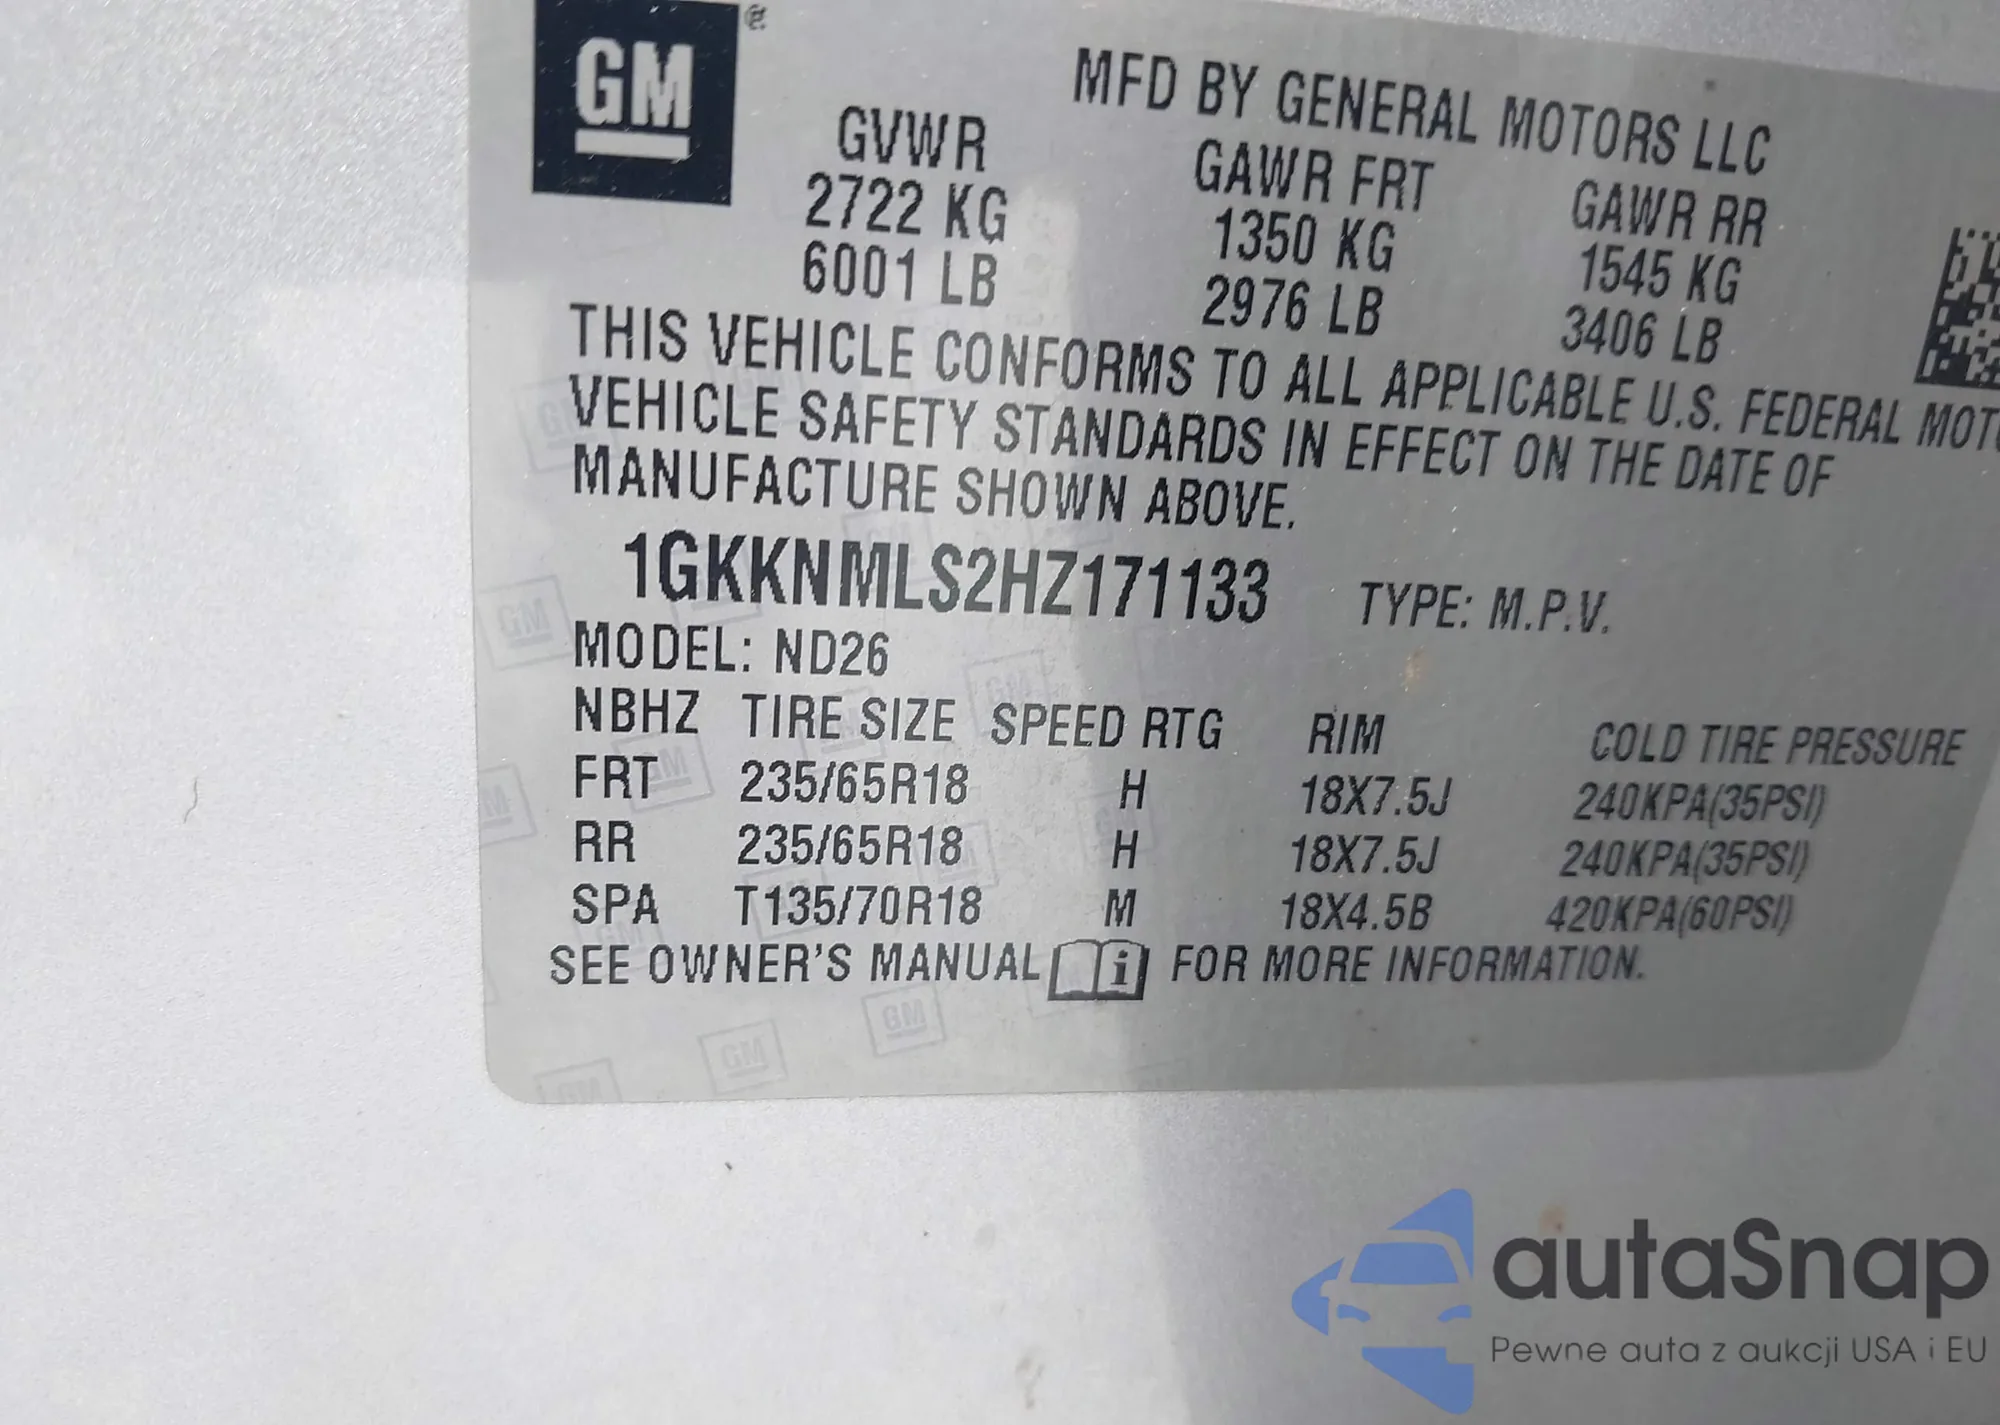 GM
MFD BY GENERAL MOTORS LLC
GVWR GAWR FRT GAWR RR
2722 KG 1350 KG 1545 KG
6001 LB 2976 LB 3406 LB
THIS VEHICLE CONFORMS TO ALL APPLICABLE U.S. FEDERAL MOT
VEHICLE SAFETY STANDARDS IN EFFECT ON THE DATE OF
MANUFACTURE SHOWN ABOVE.
1GKKNMLS2HZ171133 TYPE: M.P.V.
MODEL: ND26
NBHZ TIRE SIZE SPEED RTG RIM COLD TIRE PRESSURE
FRT 235/65R18 H 18X7.5J 240KPA(35PSI)
RR 235/65R18 H 18X7.5J 240KPA(35PSI)
SPA T135/70R18 M 18X4.5B 420KPA(60PSI)
SEE OWNER'S MANUAL i FOR MORE INFORMATION.
autaSnap
Pewne auta z aukcji USA i EU